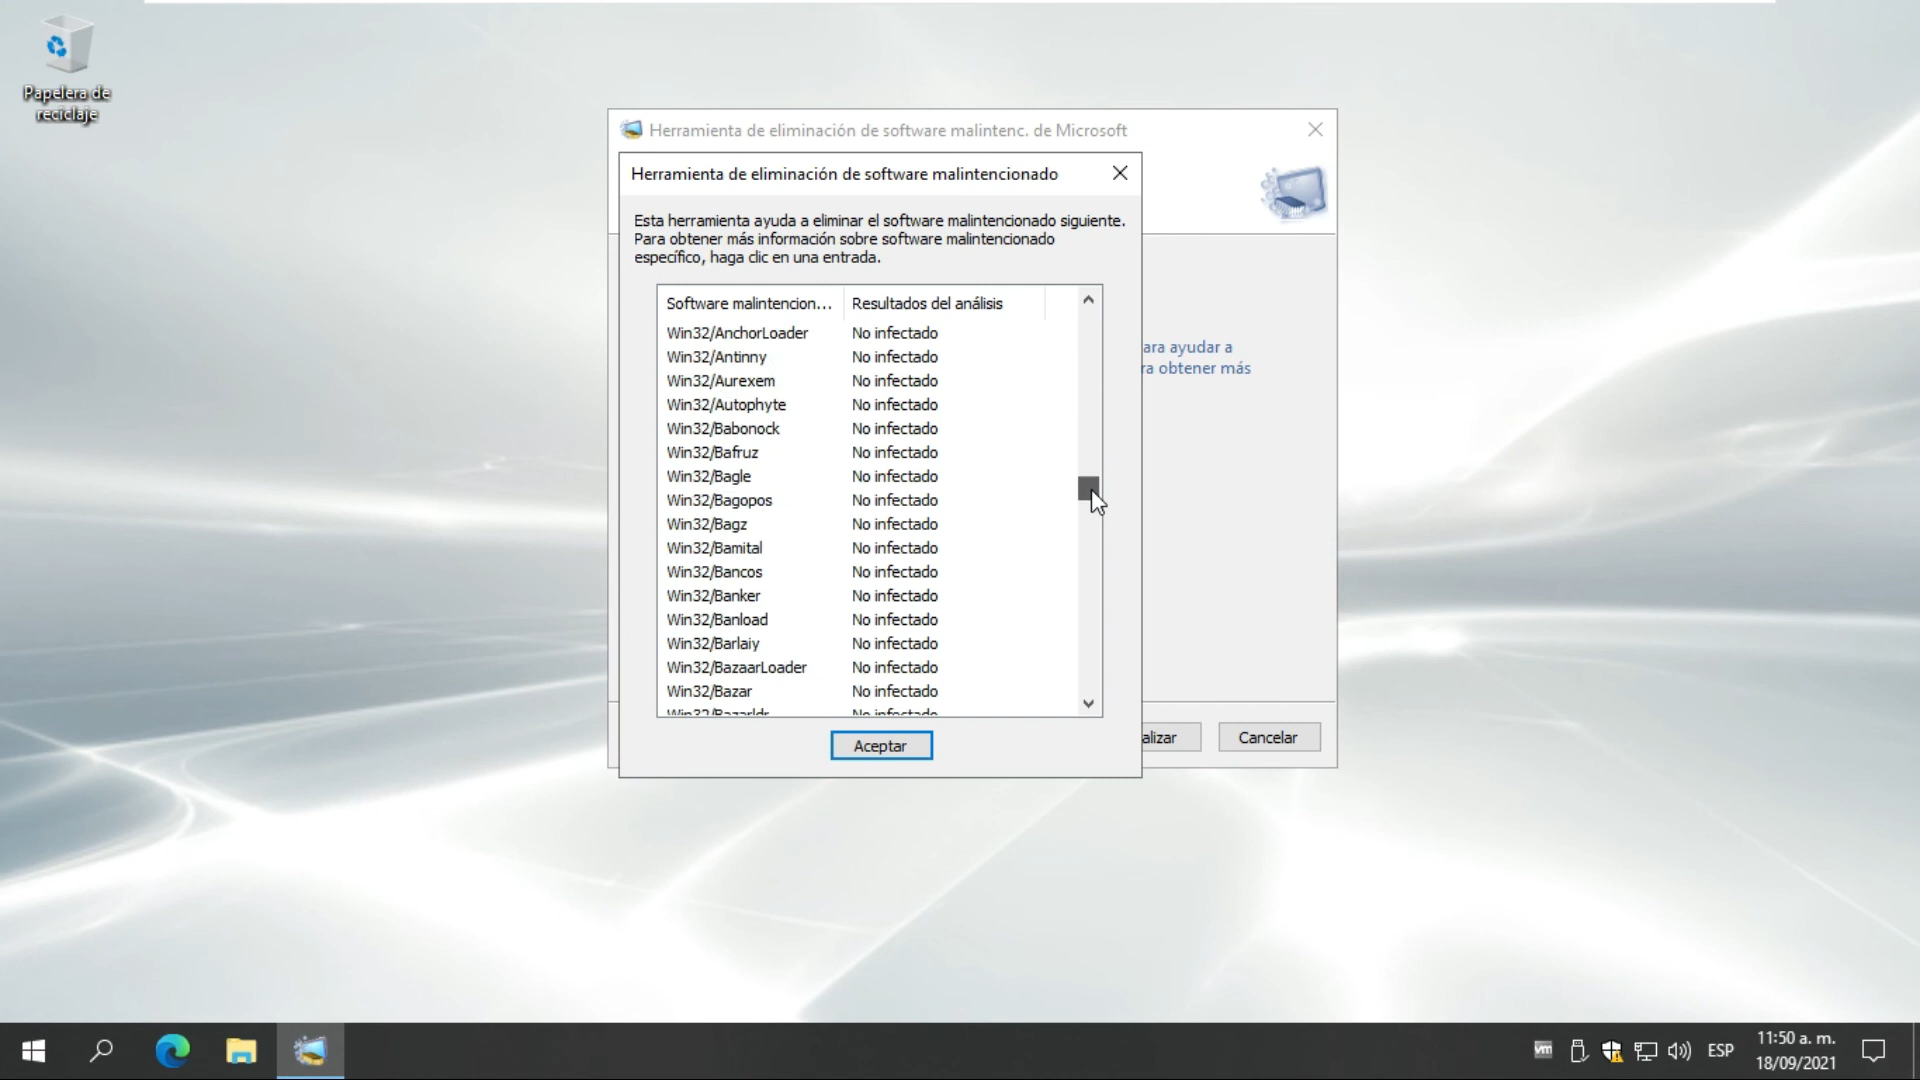 Papelera de
reciclaje
Herramienta de eliminación de software malintenc. de Microsoft
Herramienta de eliminación de software malintencionado
Esta herramienta ayuda a eliminar el software malintencionado siguiente.
Para obtener más información sobre software malintencionado
específico, haga clic en una entrada.
Software malintencion... Resultados del análisis
Win32/AnchorLoader No infectado
Win32/Antinny No infectado
Win32/Aurexem No infectado
Win32/Autophyte No infectado
Win32/Babonock No infectado
Win32/Bafruz No infectado
Win32/Bagle No infectado
Win32/Bagopos No infectado
Win32/Bagz No infectado
Win32/Bamital No infectado
Win32/Bancos No infectado
Win32/Banker No infectado
Win32/Banload No infectado
Win32/Barlaiy No infectado
Win32/BazaarLoader No infectado
Win32/Bazar No infectado
Win32/Bazarldr No infectado
ara ayudar a
ra obtener más
Aceptar
alizar
Cancelar
vm
ESP
11:50 a. m.
18/09/2021